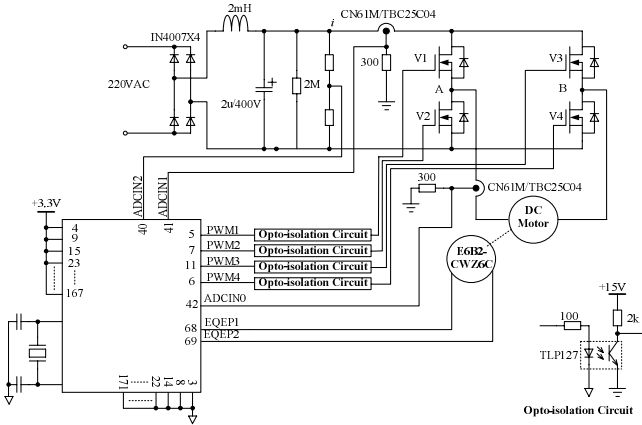 CN61M/TBC25C04
2mH
i
IN4007X4
300
V1
V3
220VAC
2M
A
B
2u/400V
V2
V4
ADCIN2
ADCIN1
300
CN61M/TBC25C04
+3.3V
40
41
DC
Motor
4
9
15
23
167
5
PWM1
Opto-isolation Circuit
7
PWM2
Opto-isolation Circuit
11
PWM3
Opto-isolation Circuit
6
PWM4
Opto-isolation Circuit
E6B2-
CWZ6C
42
ADCIN0
68
EQEP1
69
EQEP2
+15V
100
2k
TLP127
171
22
14
8
3
Opto-isolation Circuit